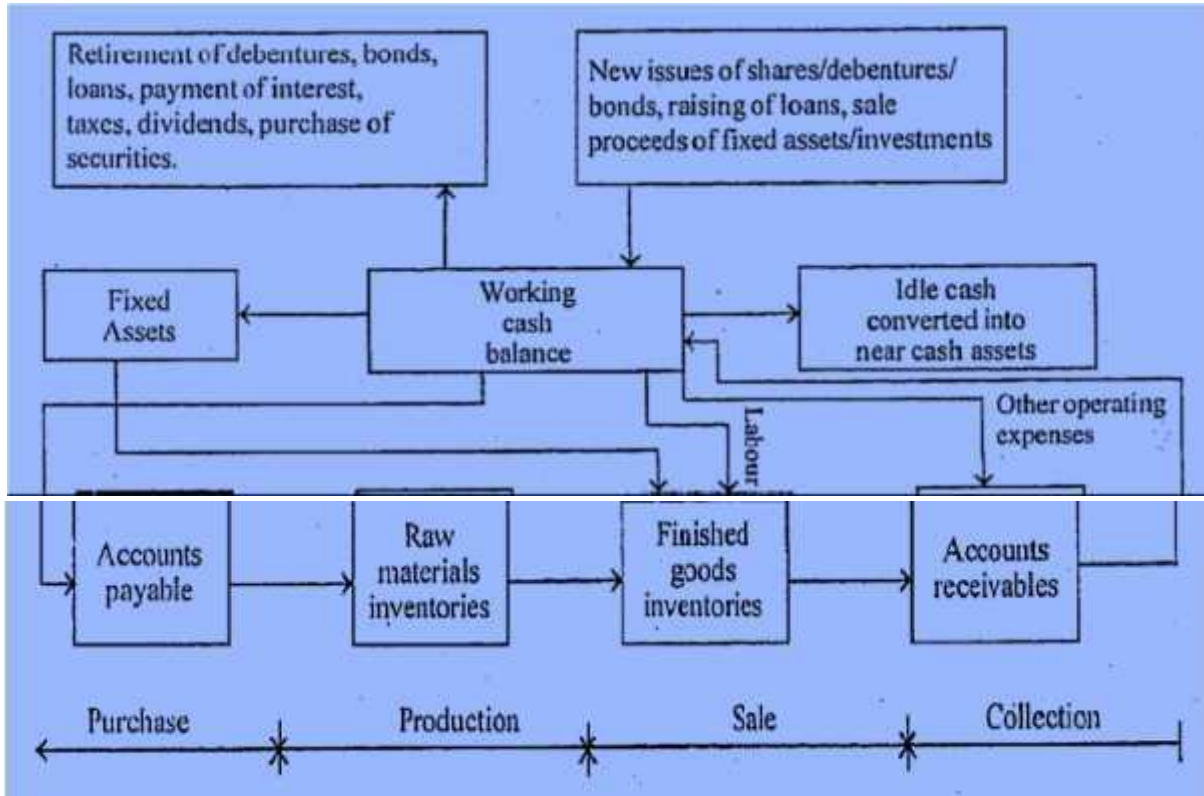 Retirement of debentures, bonds,
loans, payment of interest,
taxes, dividends, purchase of
securities.
New issues of shares/debentures/
bonds, raising of loans, sale
proceeds of fixed assets/investments
Fixed
Assets
Working
cash
balance
Idle cash
converted into
near cash assets
Labour
Other operating
expenses
Accounts
payable
Raw
materials
inventories
Finished
goods
inventories
Accounts
receivables
Purchase
Production
Sale
Collection